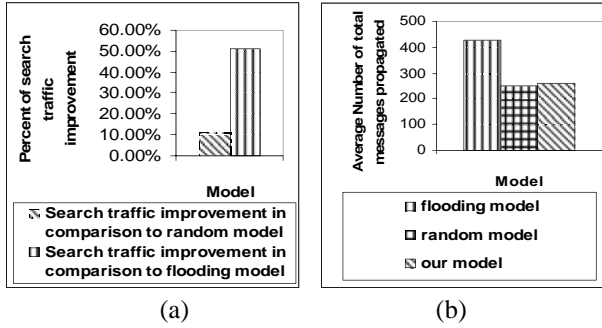 Percent of search
traffic
improvement
60.00%
50.00%
40.00%
30.00%
20.00%
10.00%
0.00%
Model
Search traffic improvement in
comparison to random model
Search traffic improvement in
comparison to flooding model
(a)
Average Number of total
messages propagated
500
400
300
200
100
0
Model
flooding model
random model
our model
(b)